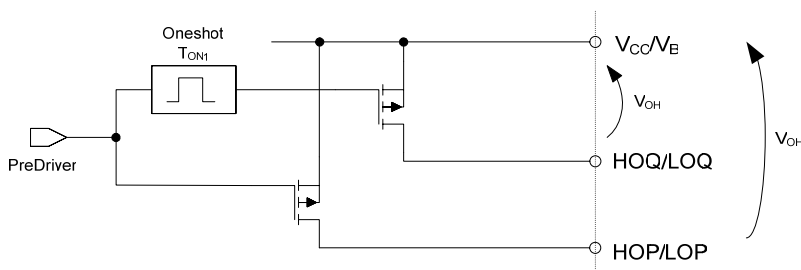 Oneshot
TON1
VCC/VB
VOH
PreDriver
HOQ/LOQ
VOH
HOP/LOP